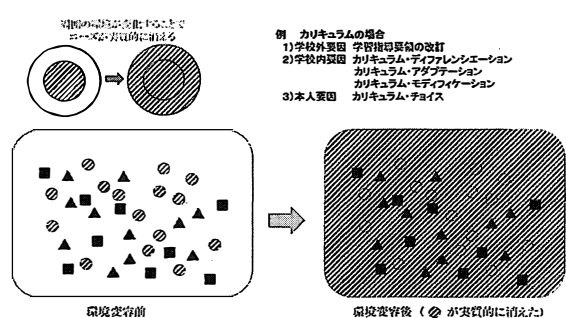 周囲の環境が変化することで
ニーズが実質的に消える
例 カリキュラムの場合
1)学校外要因 学習指導要領の改訂
2)学校内要因 カリキュラム・ディファレンシエーション
カリキュラム・アダプテーション
カリキュラム・モディフィケーション
3)本人要因 カリキュラム・チョイス
環境変容前
環境変容後 ( が実質的に消えた)